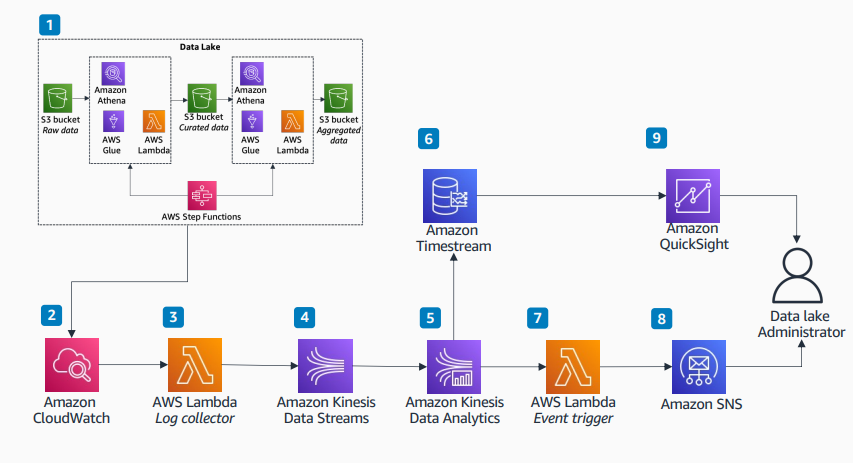 1
Data Lake
Amazon
Athena
S3 bucket
Raw data
AWS
Glue
AWS
Lambda
S3 bucket
Curated data
Amazon
Athena
AWS
Glue
AWS
Lambda
S3 bucket
Aggregated
data
AWS Step Functions
2
Amazon
CloudWatch
3
AWS Lambda
Log collector
4
Amazon Kinesis
Data Streams
5
Amazon Kinesis
Data Analytics
6
Amazon
Timestream
7
AWS Lambda
Event trigger
8
Amazon SNS
9
Amazon
QuickSight
Data lake
Administrator